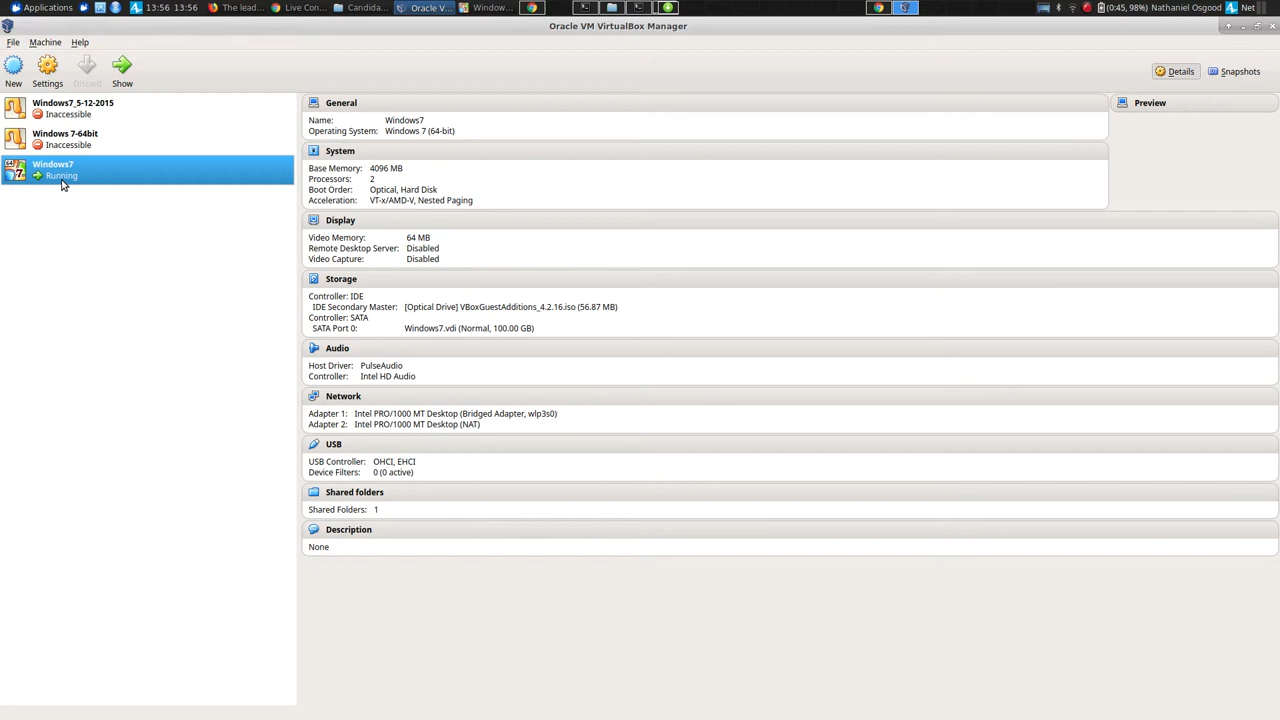 Applications 13:56 13:56 The lead... Live Con... Candida... Oracle V... Window... (0:45, 98%) Nathaniel Osgood Net
Oracle VM VirtualBox Manager
File Machine Help
New Settings Discard Show Details Snapshots
Windows7_5-12-2015
Inaccessible
Windows 7-64bit
Inaccessible
64 7 Windows7
Running
General
Name: Windows7
Operating System: Windows 7 (64-bit)
System
Base Memory: 4096 MB
Processors: 2
Boot Order: Optical, Hard Disk
Acceleration: VT-x/AMD-V, Nested Paging
Preview
Display
Video Memory: 64 MB
Remote Desktop Server: Disabled
Video Capture: Disabled
Storage
Controller: IDE
IDE Secondary Master: [Optical Drive] VBoxGuestAdditions_4.2.16.iso (56.87 MB)
Controller: SATA
SATA Port 0: Windows7.vdi (Normal, 100.00 GB)
Audio
Host Driver: PulseAudio
Controller: Intel HD Audio
Network
Adapter 1: Intel PRO/1000 MT Desktop (Bridged Adapter, wlp3s0)
Adapter 2: Intel PRO/1000 MT Desktop (NAT)
USB
USB Controller: OHCI, EHCI
Device Filters: 0 (0 active)
Shared folders
Shared Folders: 1
Description
None